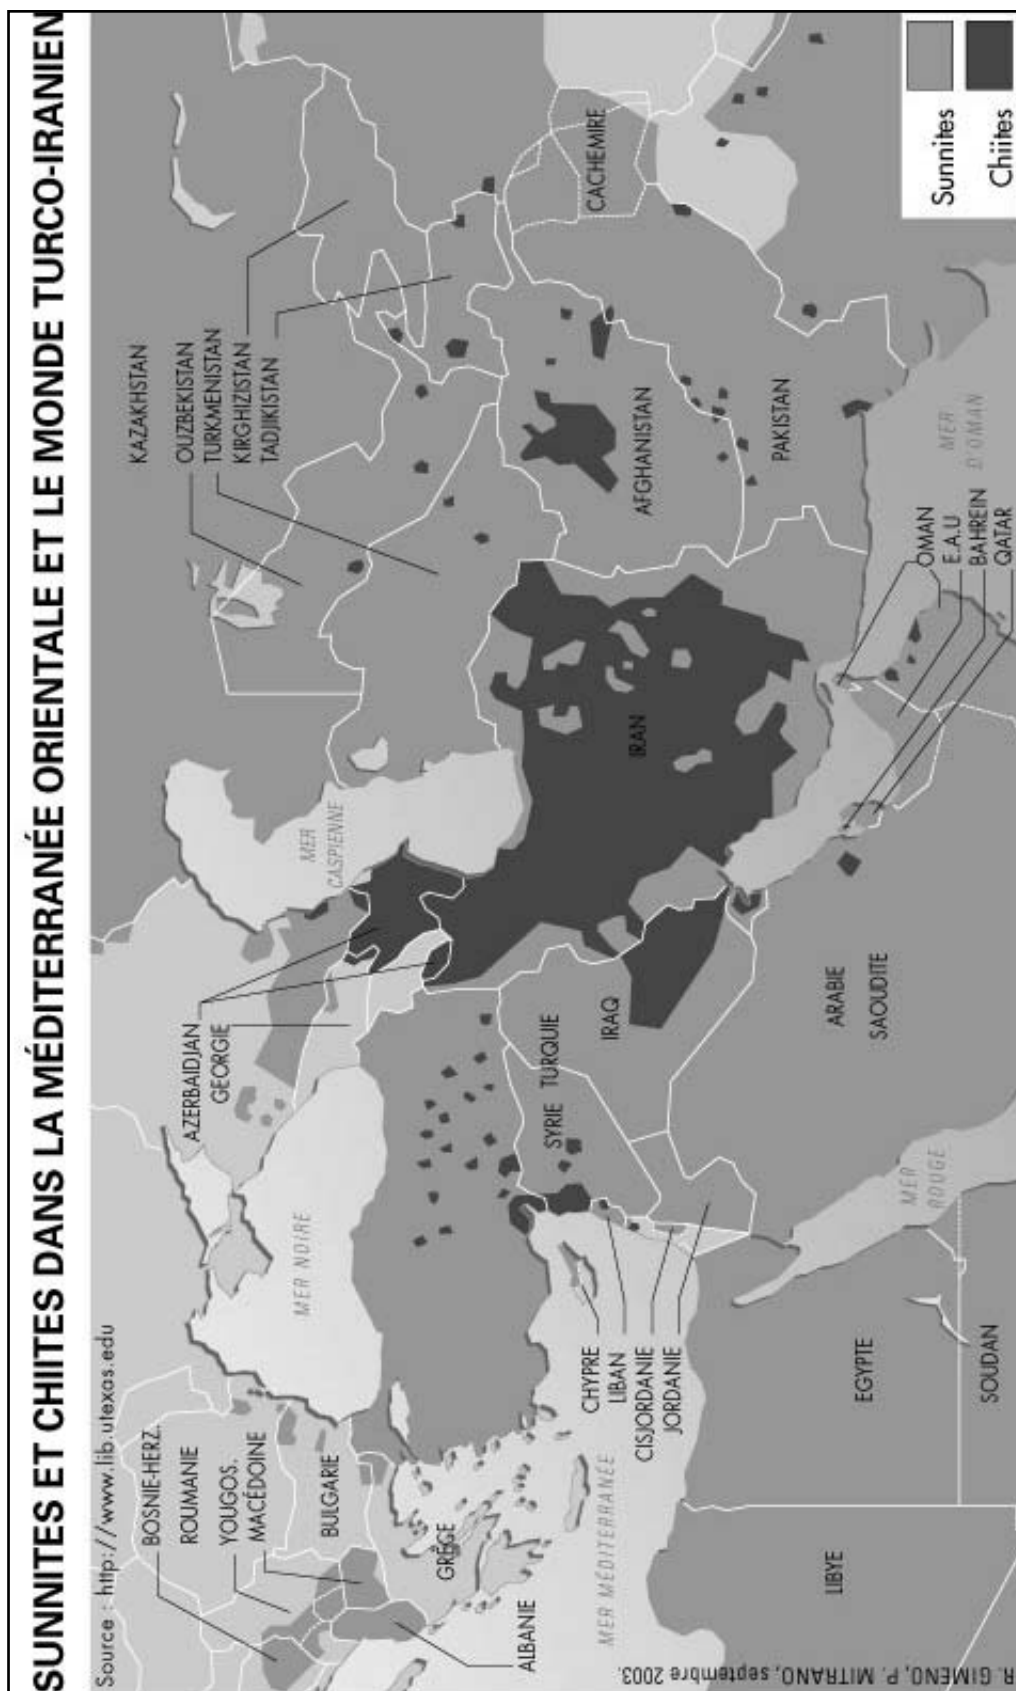 SUNNITES ET CHIITES DANS LA MÉDITERRANÉE ORIENTALE ET LE MONDE TURCO-IRANIEN
Source : http://www.lib.utexas.edu
BOSNIE-HERZ.
ROUMANIE
YOUGOS.
MACÉDOINE
BULGARIE
GRÈCE
ALBANIE
MER NOIRE
AZERBAIDJAN
GEORGIE
MER
CASPIENNE
KAZAKHSTAN
OUZBEKISTAN
TURKMENISTAN
KIRGHIZISTAN
TADJIKISTAN
CACHEMIRE
AFGHANISTAN
PAKISTAN
IRAN
TURQUIE
SYRIE
IRAQ
CHYPRE
LIBAN
CISJORDANIE
JORDANIE
MER MÉDITERRANÉE
LIBYE
EGYPTE
SOUDAN
MER
ROUGE
ARABIE
SAOUDITE
OMAN
E.A.U
BAHREIN
QATAR
MER
D'OMAN
Sunnites
Chiites
R. GIMENO, P. MITRANO, septembre 2003.